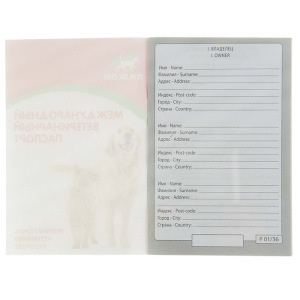 МЕЖДУНАРОДНЫЙ
ВЕТЕРИНАРНЫЙ
ПАСПОРТ
I. ВЛАДЕЛЕЦ
I. OWNER
Имя - Name
Фамилия - Surname
Адрес - Address
Индекс - Post-code
Город - City
Страна - Country
Имя - Name
Фамилия - Surname
Адрес - Address
Индекс - Post-code
Город - City
Страна - Country
Имя - Name
Фамилия - Surname
Адрес - Address
Индекс - Post-code
Город - City
Страна - Country
P 01/36